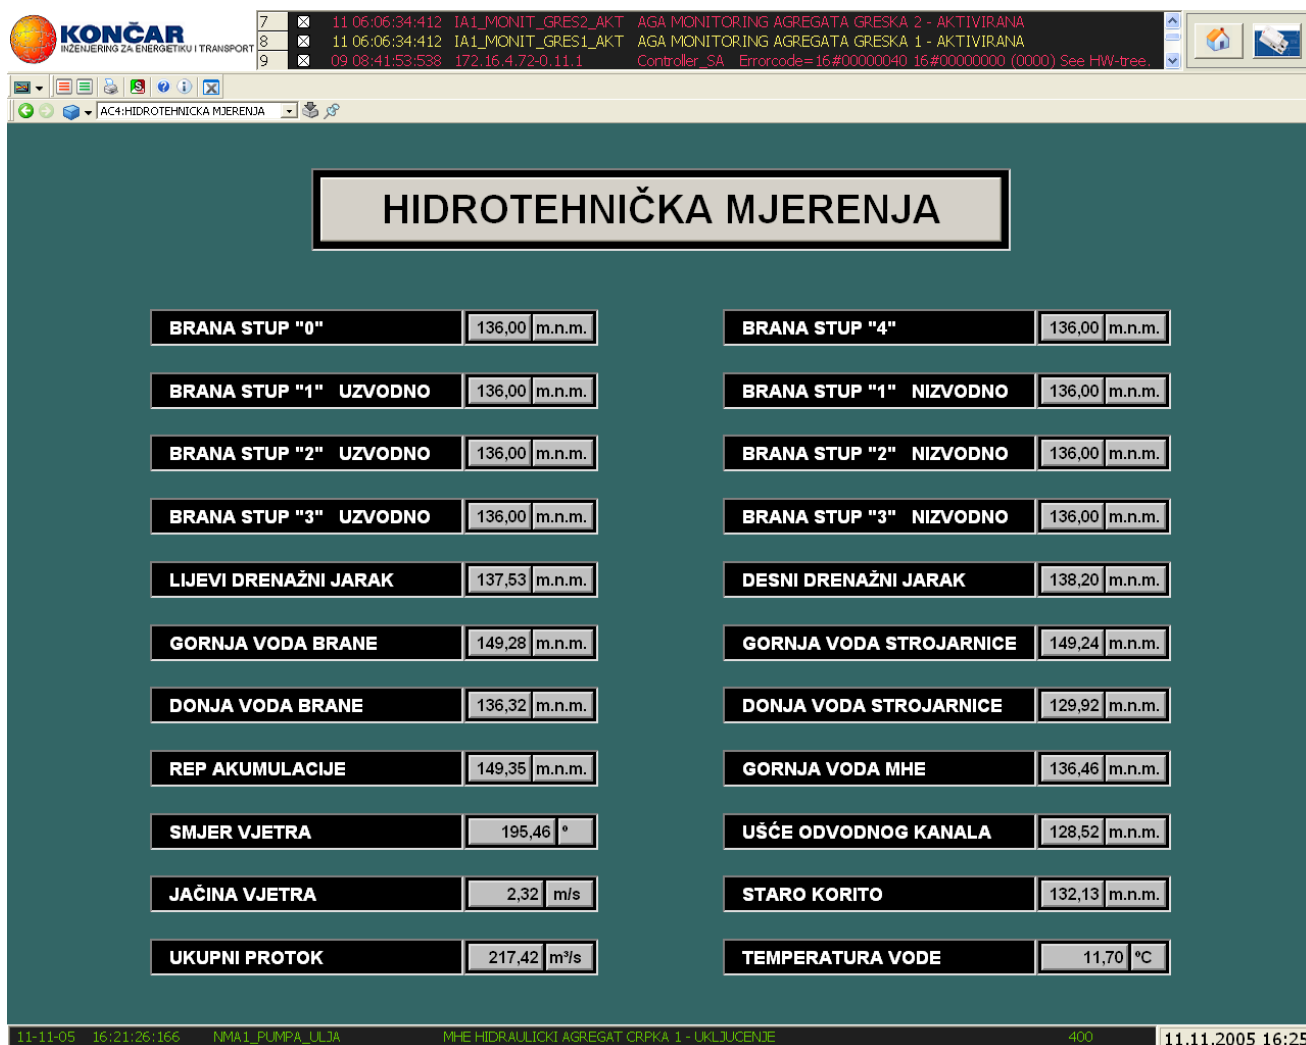 KONČAR
INŽENJERING ZA ENERGETIKU I TRANSPORT
7 11 06:06:34:412 IA1_MONIT_GRES2_AKT AGA MONITORING AGREGATA GRESKA 2 - AKTIVIRANA
8 11 06:06:34:412 IA1_MONIT_GRES1_AKT AGA MONITORING AGREGATA GRESKA 1 - AKTIVIRANA
9 09 08:41:53:538 172.16.4.72-0.11.1 Controller_SA Errorcode=16#00000040 16#00000000 (0000) See HW-tree.
AC4:HIDROTEHNICKA MJERENJA
HIDROTEHNIČKA MJERENJA
BRANA STUP "0" 136,00 m.n.m. BRANA STUP "4" 136,00 m.n.m.
BRANA STUP "1" UZVODNO 136,00 m.n.m. BRANA STUP "1" NIZVODNO 136,00 m.n.m.
BRANA STUP "2" UZVODNO 136,00 m.n.m. BRANA STUP "2" NIZVODNO 136,00 m.n.m.
BRANA STUP "3" UZVODNO 136,00 m.n.m. BRANA STUP "3" NIZVODNO 136,00 m.n.m.
LIJEVI DRENAŽNI JARAK 137,53 m.n.m. DESNI DRENAŽNI JARAK 138,20 m.n.m.
GORNJA VODA BRANE 149,28 m.n.m. GORNJA VODA STROJARNICE 149,24 m.n.m.
DONJA VODA BRANE 136,32 m.n.m. DONJA VODA STROJARNICE 129,92 m.n.m.
REP AKUMULACIJE 149,35 m.n.m. GORNJA VODA MHE 136,46 m.n.m.
SMJER VJETRA 195,46 ° UŠĆE ODVODNOG KANALA 128,52 m.n.m.
JAČINA VJETRA 2,32 m/s STARO KORITO 132,13 m.n.m.
UKUPNI PROTOK 217,42 m³/s TEMPERATURA VODE 11,70 °C
11-11-05 16:21:26:166 NMA1_PUMPA_ULJA MHE HIDRAULICKI AGREGAT CRPKA 1 - UKLJUCENJE 400 11.11.2005 16:25